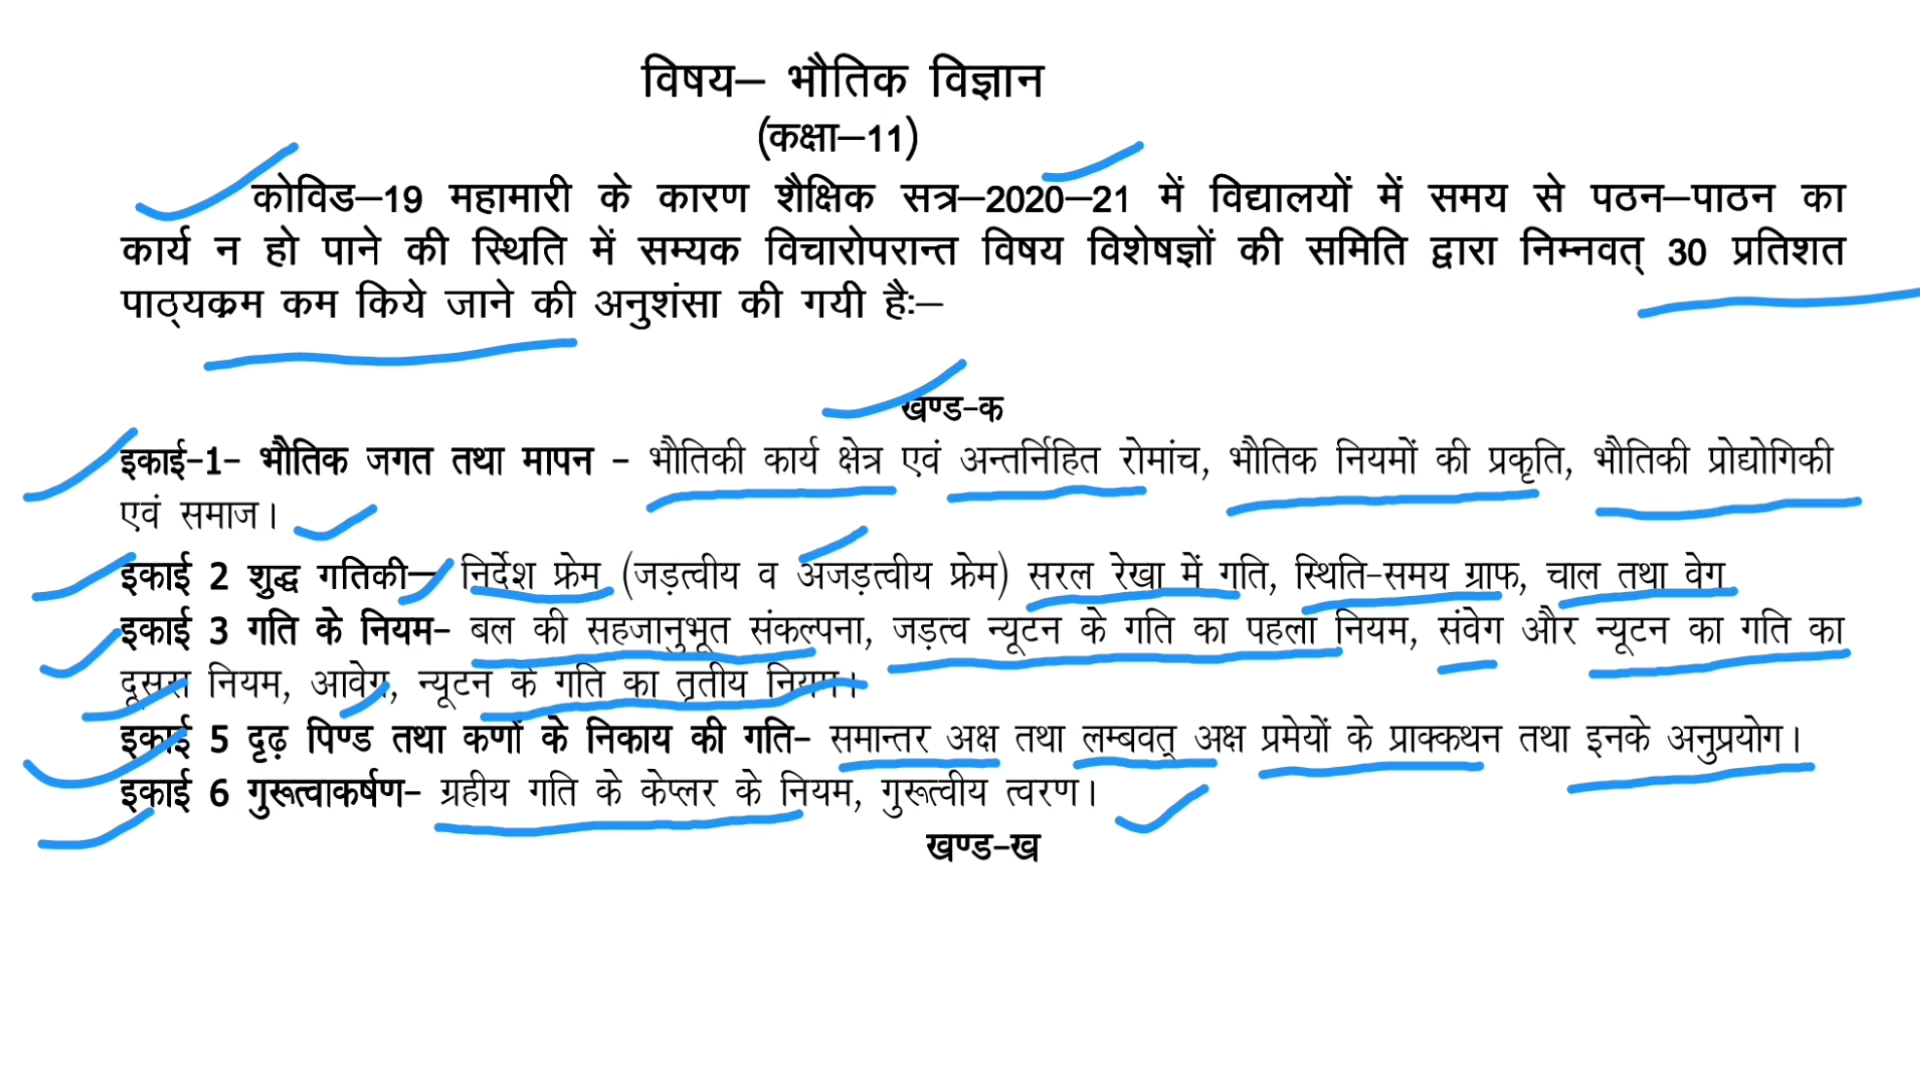 विषय– भौतिक विज्ञान
(कक्षा–11)
कोविड–19 महामारी के कारण शैक्षिक सत्र–2020–21 में विद्यालयों में समय से पठन–पाठन का
कार्य न हो पाने की स्थिति में सम्यक विचारोपरान्त विषय विशेषज्ञों की समिति द्वारा निम्नवत् 30 प्रतिशत
पाठ्यक्रम कम किये जाने की अनुशंसा की गयी हैः–
खण्ड-क
इकाई-1- भौतिक जगत तथा मापन - भौतिकी कार्य क्षेत्र एवं अन्तर्निहित रोमांच, भौतिक नियमों की प्रकृति, भौतिकी प्रोद्योगिकी
एवं समाज।
इकाई 2 शुद्ध गतिकी– निर्देश फ्रेम (जड़त्वीय व अजड़त्वीय फ्रेम) सरल रेखा में गति, स्थिति-समय ग्राफ, चाल तथा वेग
इकाई 3 गति के नियम- बल की सहजानुभूत संकल्पना, जड़त्व न्यूटन के गति का पहला नियम, संवेग और न्यूटन का गति का
दूसरा नियम, आवेग, न्यूटन के गति का तृतीय नियम।
इकाई 5 दृढ़ पिण्ड तथा कणों के निकाय की गति- समान्तर अक्ष तथा लम्बवत् अक्ष प्रमेयों के प्राक्कथन तथा इनके अनुप्रयोग।
इकाई 6 गुरूत्वाकर्षण- ग्रहीय गति के केप्लर के नियम, गुरूत्वीय त्वरण।
खण्ड-ख